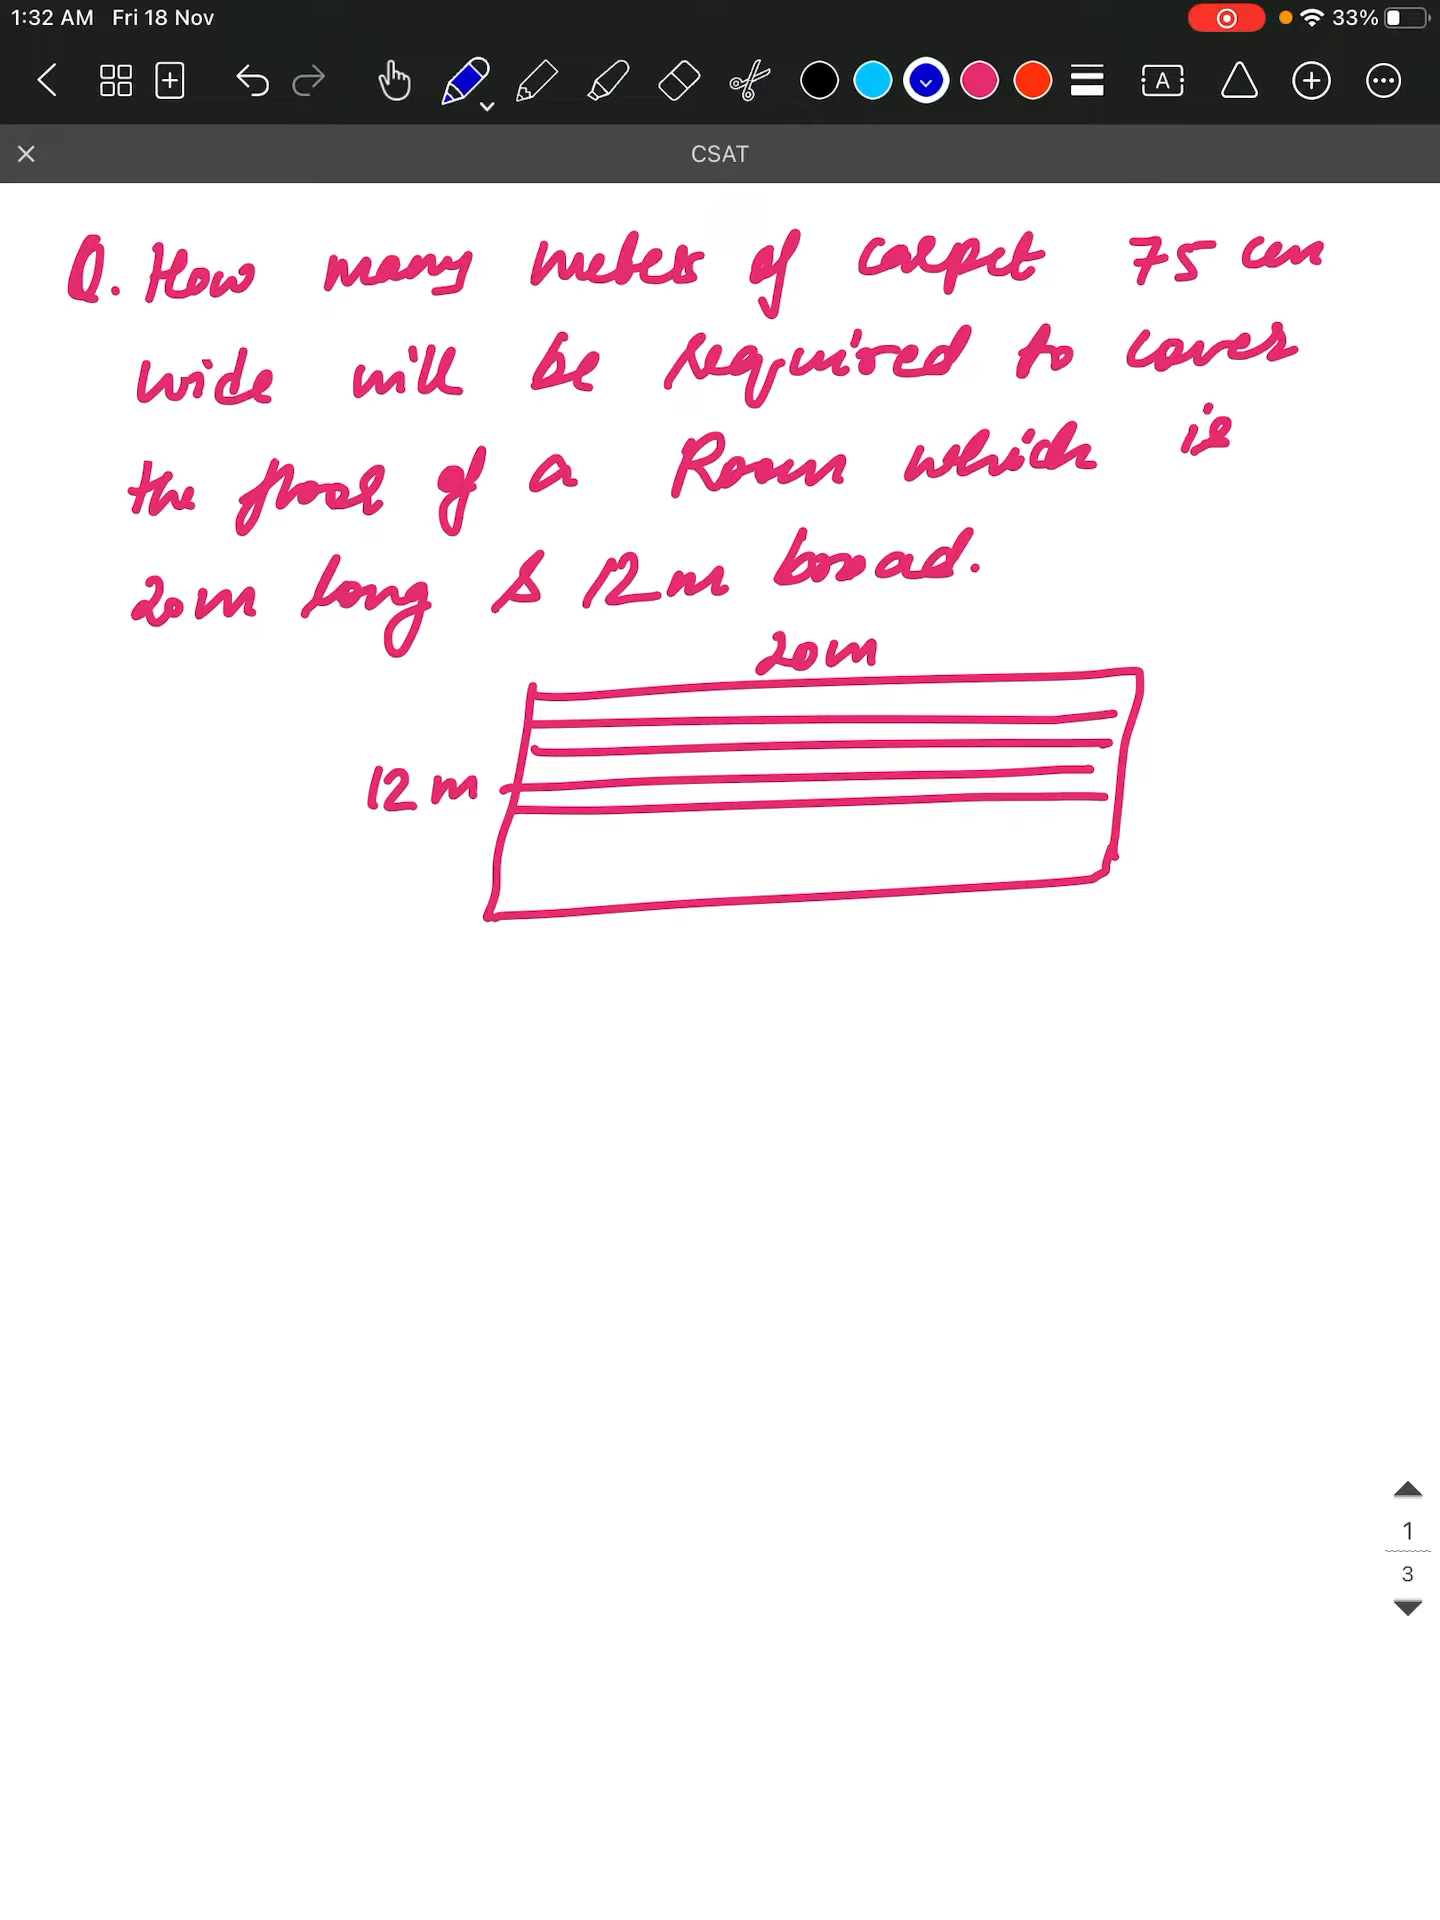 1:32 AM Fri 18 Nov 33%
A
CSAT
Q. How many meters of carpet 75 cm
wide will be required to cover
the floor of a Room which is
20m long & 12m broad.
20m
12m
1
3